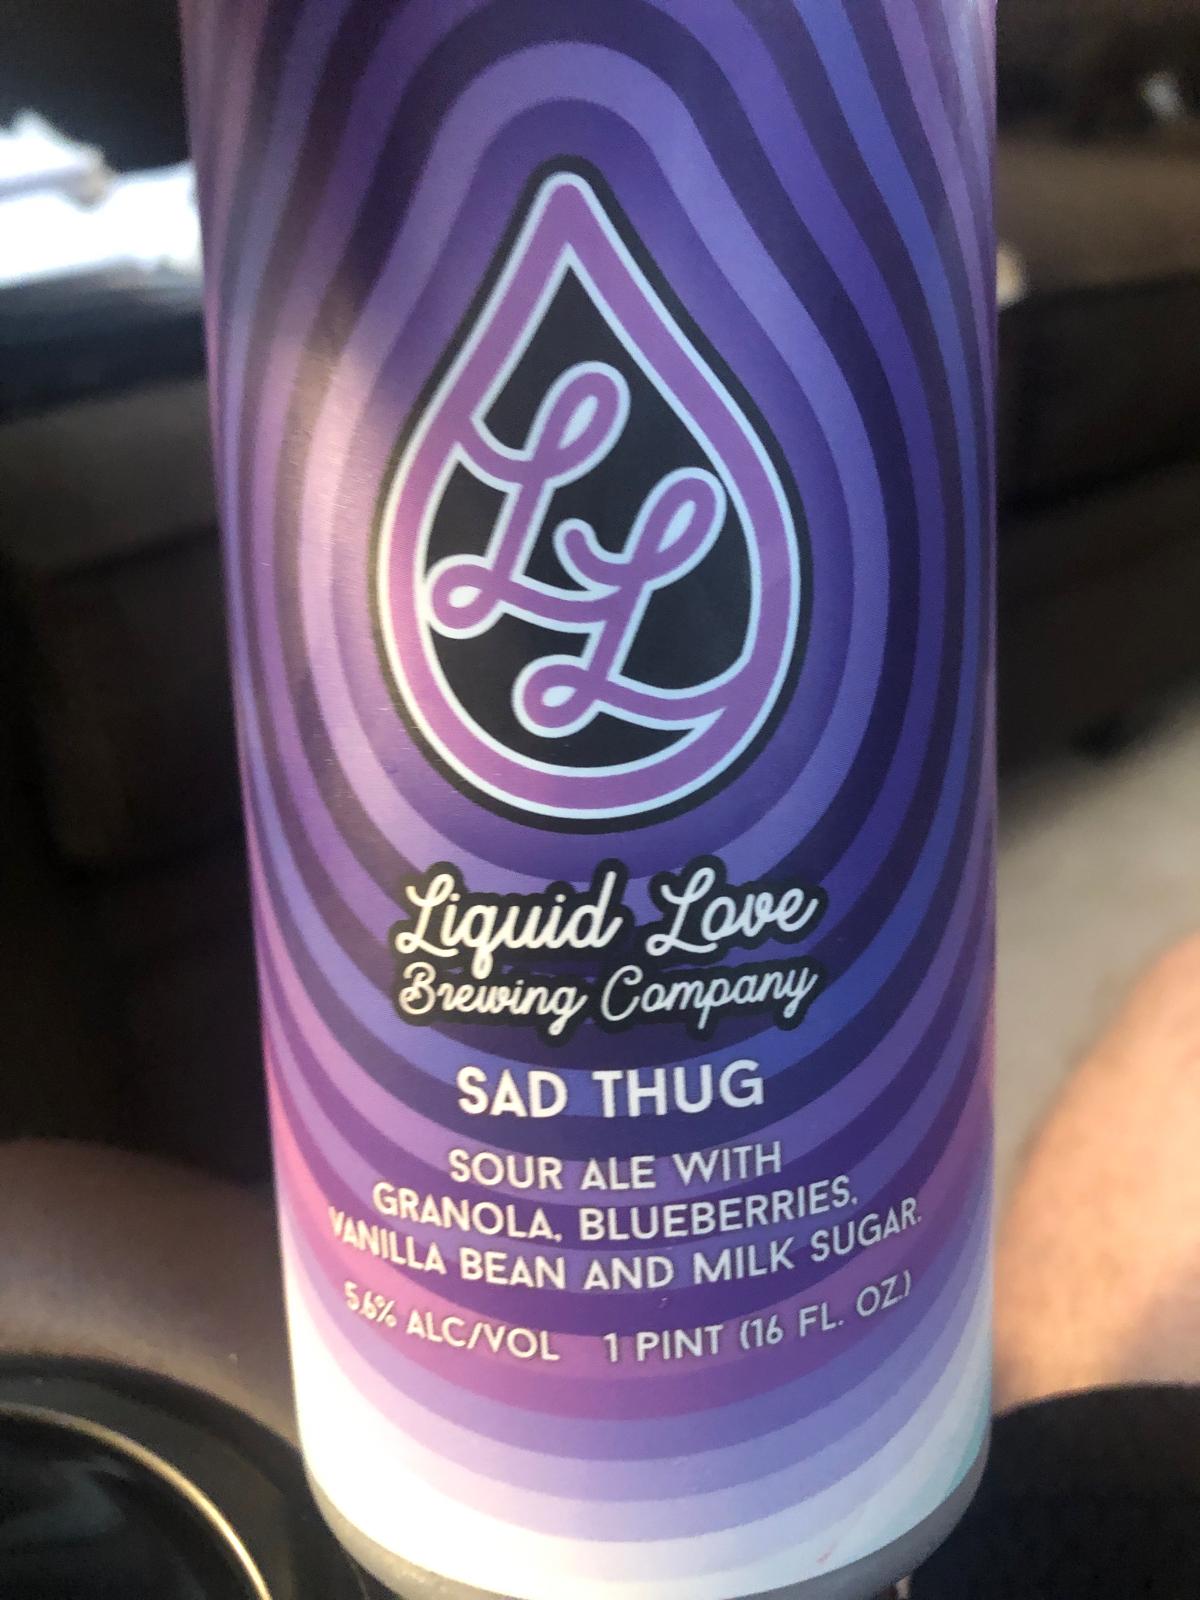 LL
Liquid Love
Brewing Company
SAD THUG
SOUR ALE WITH
GRANOLA, BLUEBERRIES,
VANILLA BEAN AND MILK SUGAR.
5.6% ALC/VOL 1 PINT (16 FL. OZ.)